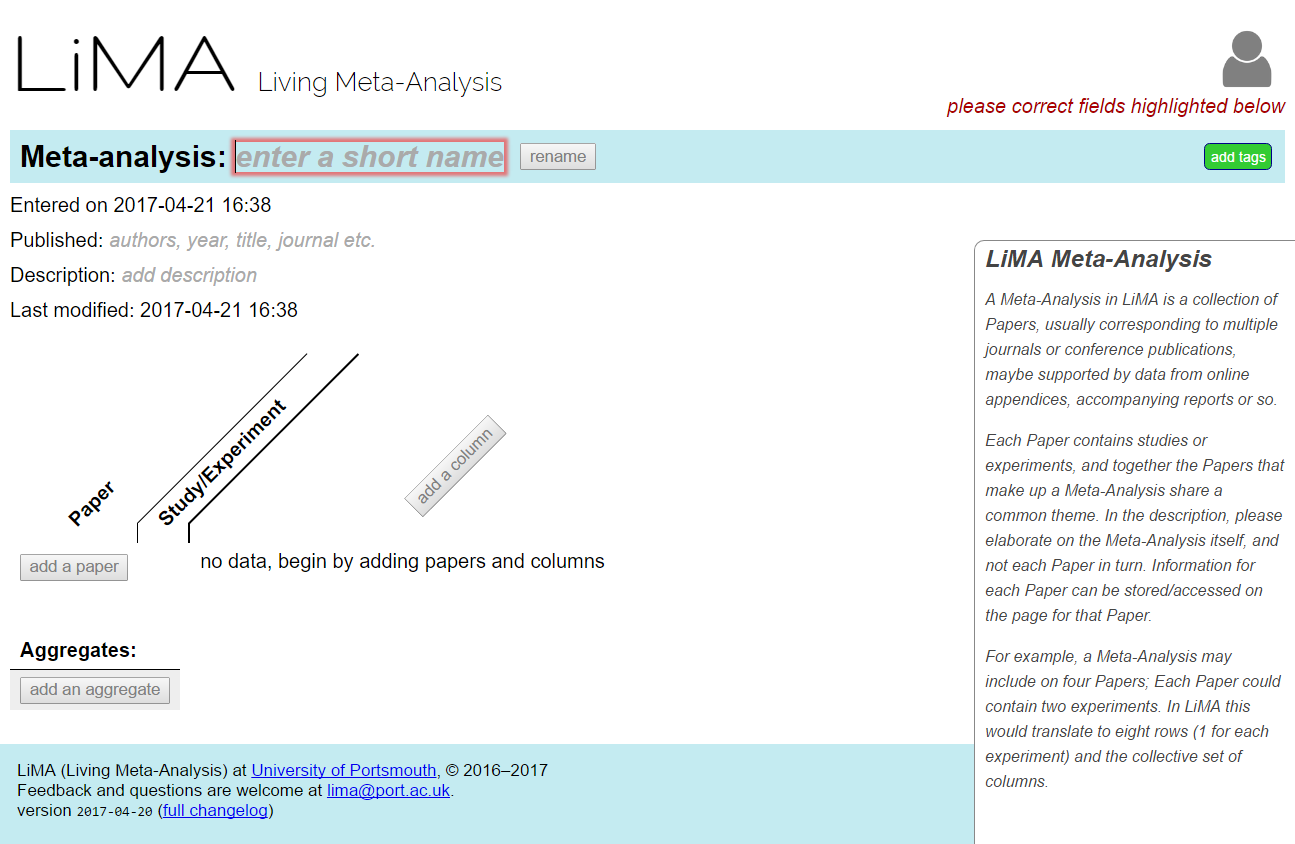 LiMA Living Meta-Analysis
please correct fields highlighted below
Meta-analysis: enter a short name rename add tags
Entered on 2017-04-21 16:38
Published: authors, year, title, journal etc.
Description: add description
Last modified: 2017-04-21 16:38
Paper
Study/Experiment
add a column
add a paper
no data, begin by adding papers and columns
Aggregates:
add an aggregate
LiMA Meta-Analysis
A Meta-Analysis in LiMA is a collection of
Papers, usually corresponding to multiple
journals or conference publications,
maybe supported by data from online
appendices, accompanying reports or so.
Each Paper contains studies or
experiments, and together the Papers that
make up a Meta-Analysis share a
common theme. In the description, please
elaborate on the Meta-Analysis itself, and
not each Paper in turn. Information for
each Paper can be stored/accessed on
the page for that Paper.
For example, a Meta-Analysis may
include on four Papers; Each Paper could
contain two experiments. In LiMA this
would translate to eight rows (1 for each
experiment) and the collective set of
columns.
LiMA (Living Meta-Analysis) at University of Portsmouth, © 2016–2017
Feedback and questions are welcome at lima@port.ac.uk.
version 2017-04-20 (full changelog)